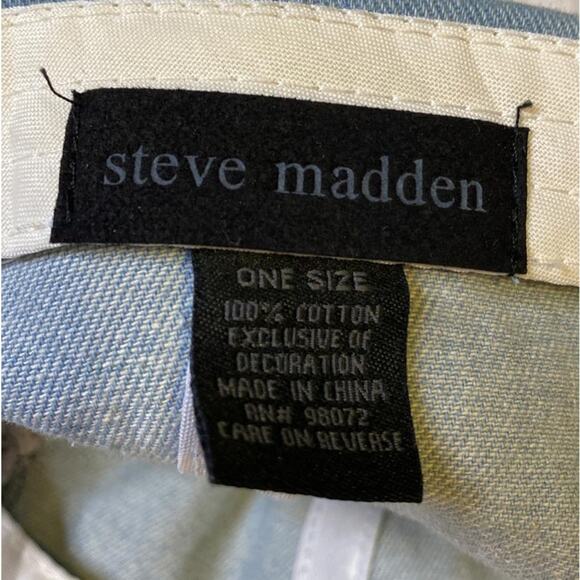 steve madden
ONE SIZE
100% COTTON
EXCLUSIVE OF
DECORATION
MADE IN CHINA
RN# 98072
CARE ON REVERSE